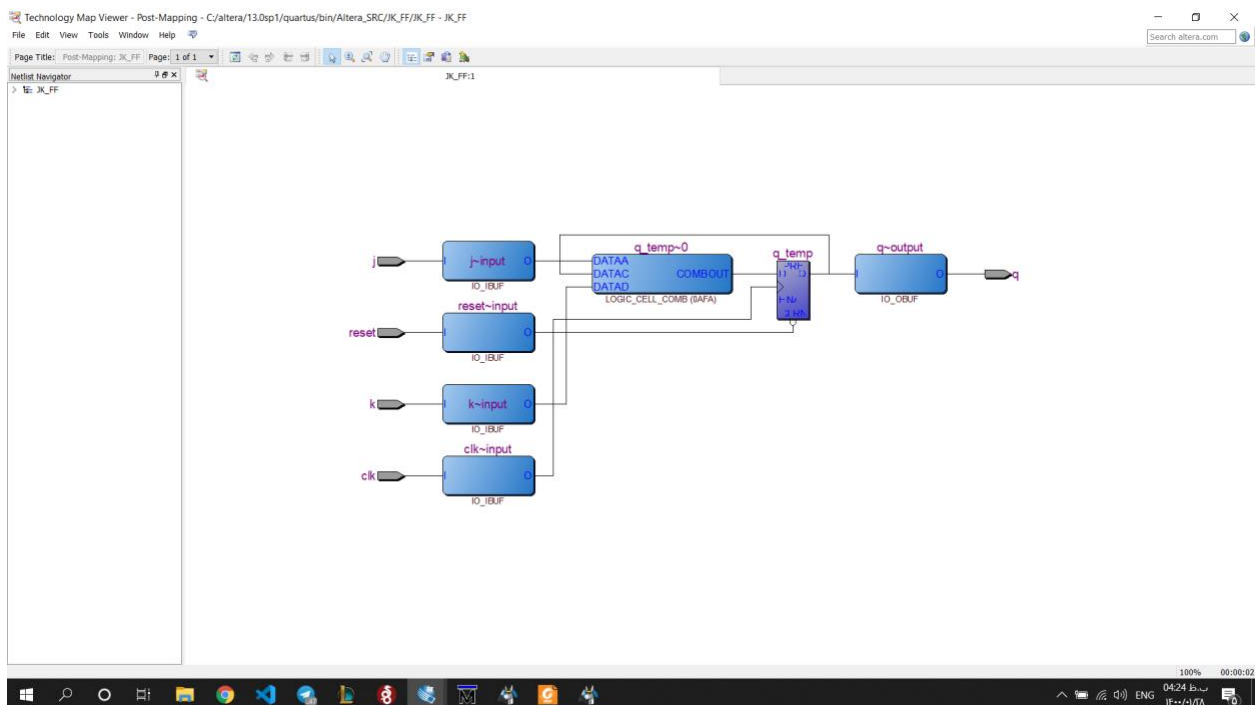 Technology Map Viewer - Post-Mapping - C:/altera/13.0sp1/quartus/bin/Altera_SRC/JK_FF/JK_FF - JK_FF
File Edit View Tools Window Help
Search altera.com
Page Title: Post-Mapping: JK_FF Page: 1 of 1
Netlist Navigator
JK_FF:1
JK_FF
q_temp~0
q_temp
q~output
j
I j~input O
DATAA
DATAC COMBOUT
DATAD
I O
q
IO_IBUF
LOGIC_CELL_COMB (0AFA)
IO_OBUF
reset~input
reset
I O
IO_IBUF
k
I k~input O
IO_IBUF
clk~input
clk
I O
IO_IBUF
100% 00:00:02
ENG
04:24 ب.ظ
۱۴۰۰/۰۱/۲۸